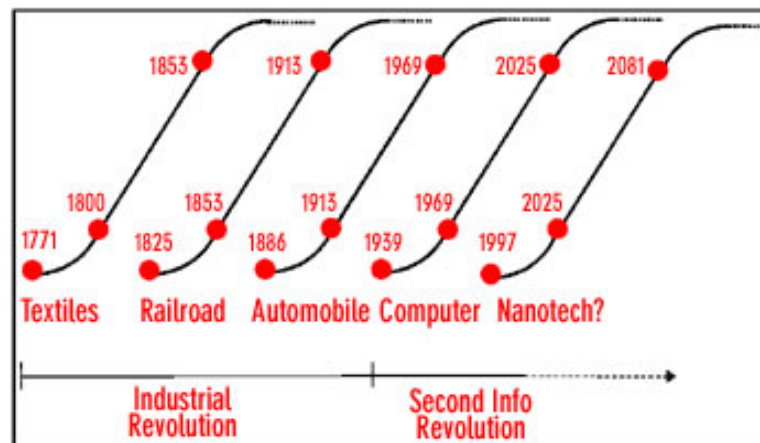 1853 1913 1969 2025 2081
1800 1853 1913 1969 2025
1771 1825 1886 1939 1997
Textiles Railroad Automobile Computer Nanotech?
Industrial
Revolution
Second Info
Revolution